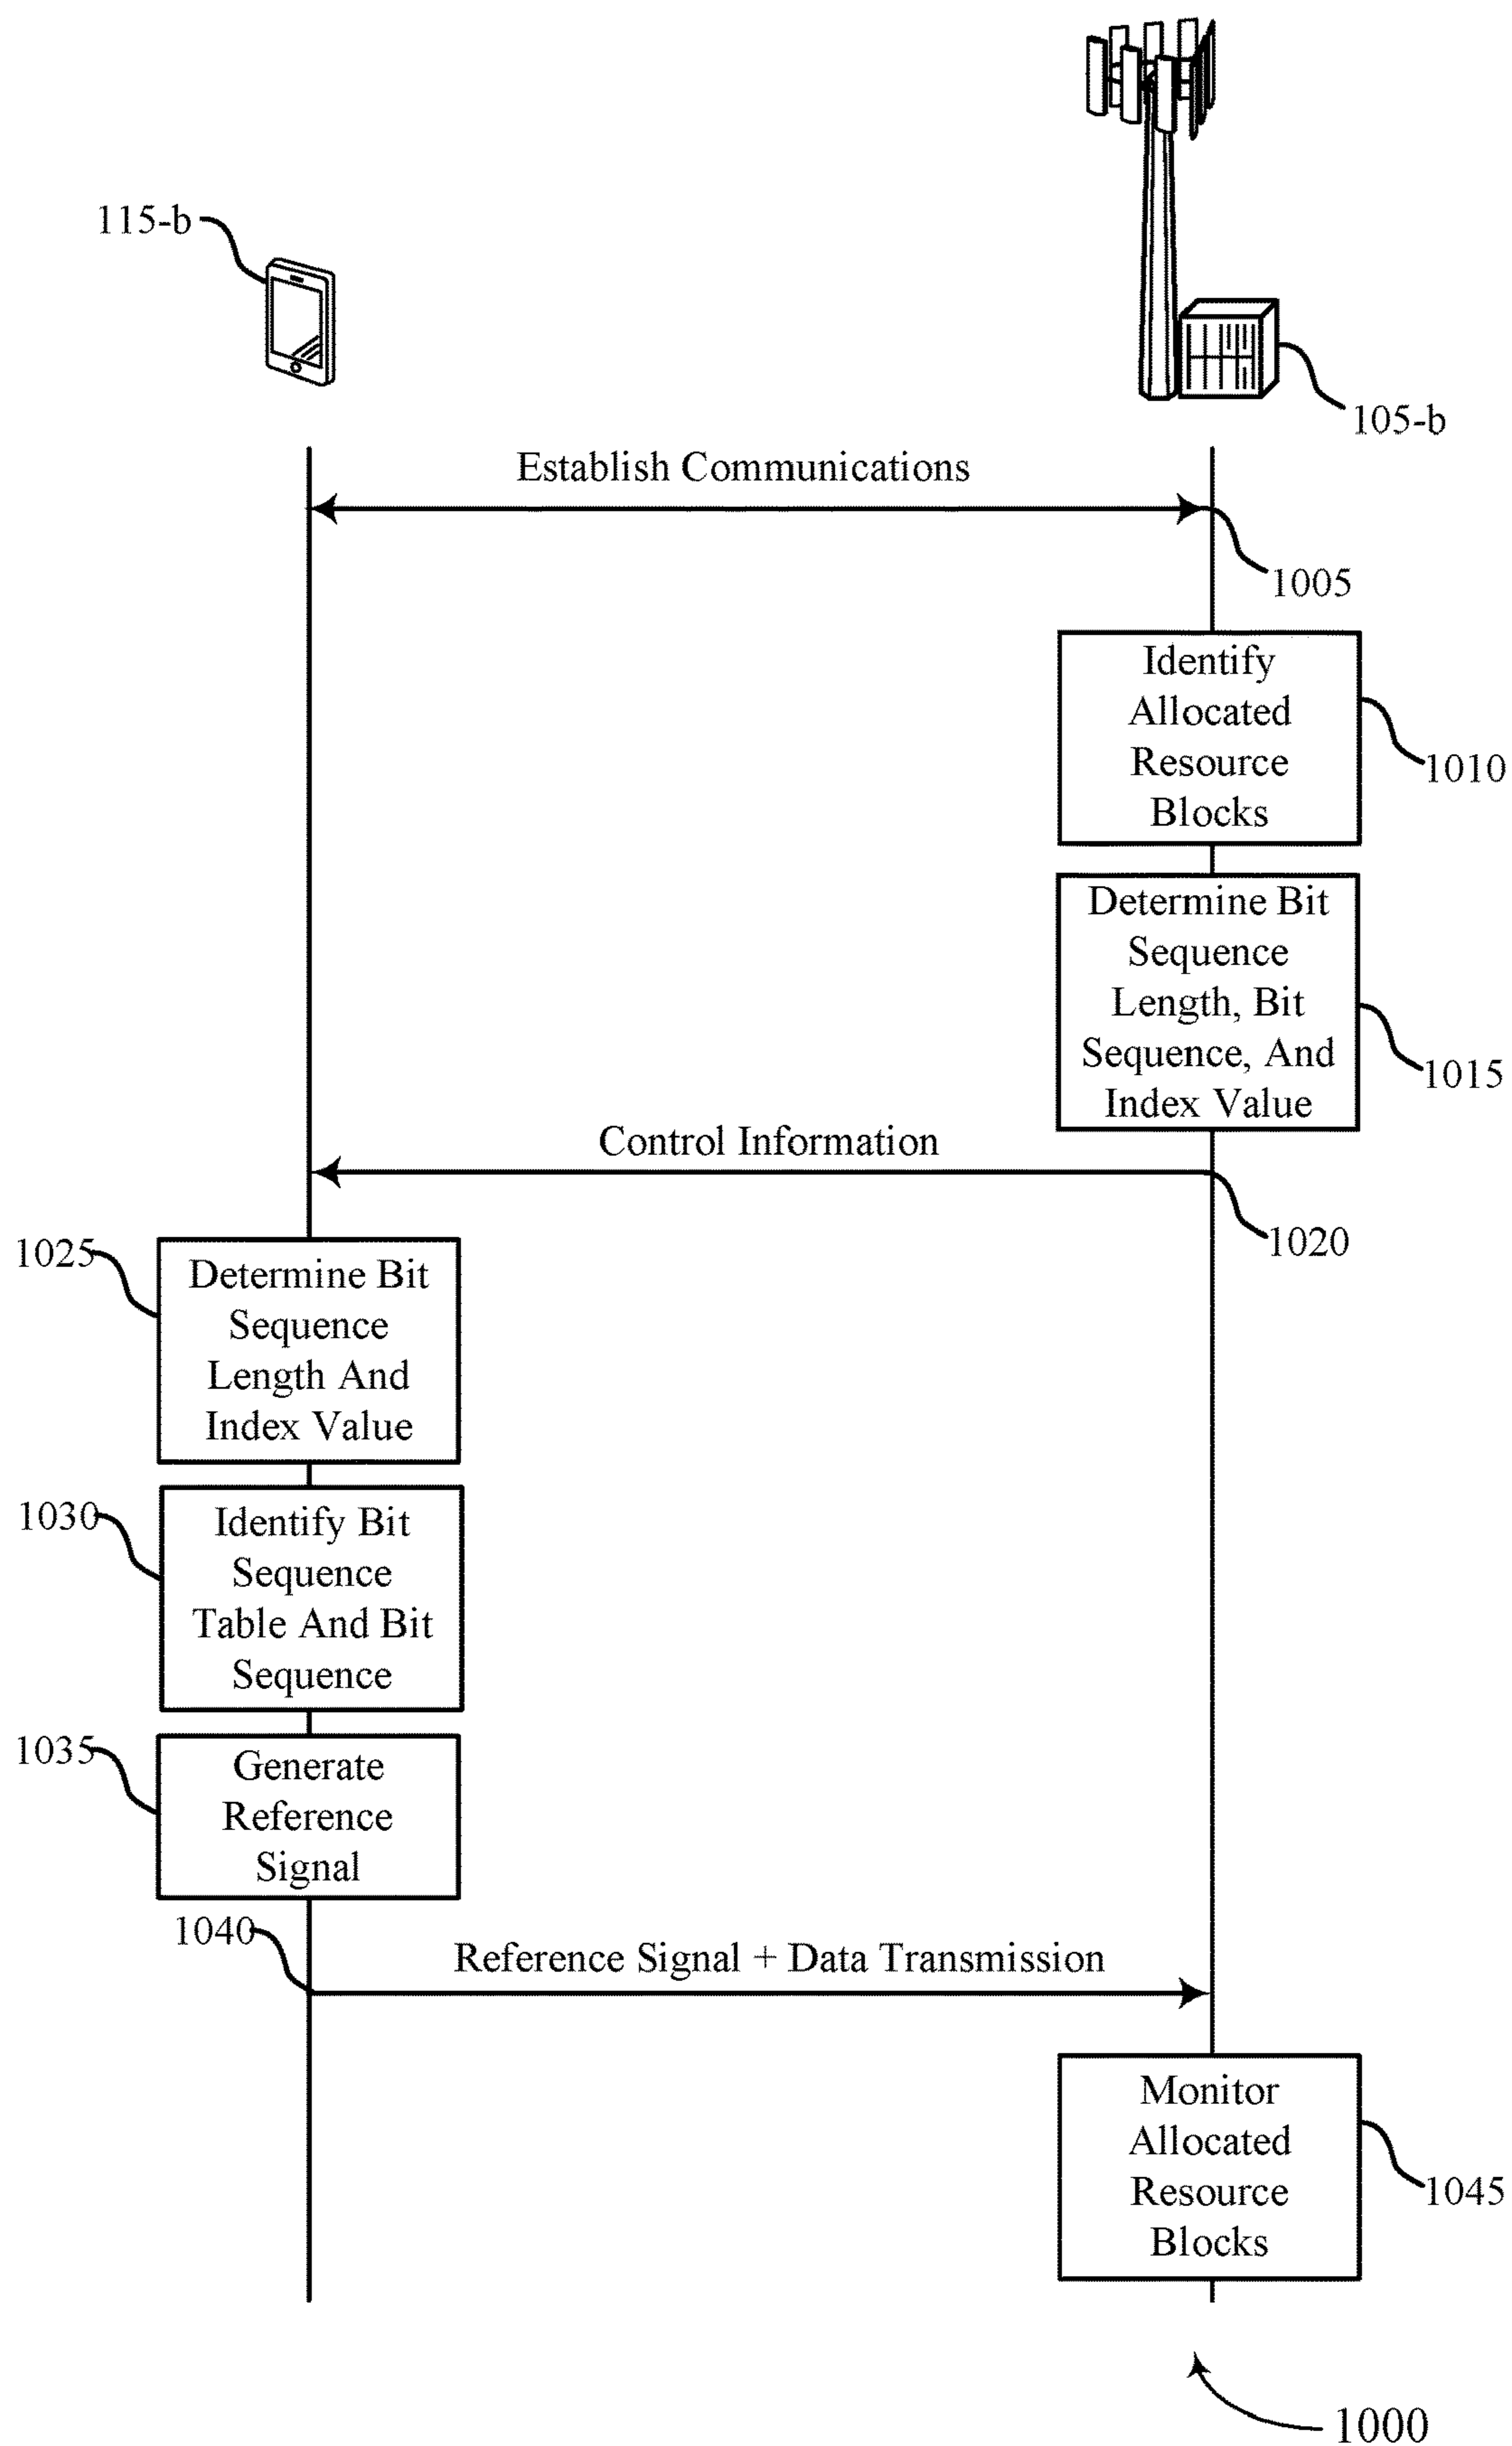 115-b
105-b
Establish Communications
1005
Identify
Allocated
Resource
Blocks
1010
Determine Bit
Sequence
Length, Bit
Sequence, And
Index Value
1015
Control Information
1020
1025
Determine Bit
Sequence
Length And
Index Value
1030
Identify Bit
Sequence
Table And Bit
Sequence
1035
Generate
Reference
Signal
1040
Reference Signal + Data Transmission
Monitor
Allocated
Resource
Blocks
1045
1000